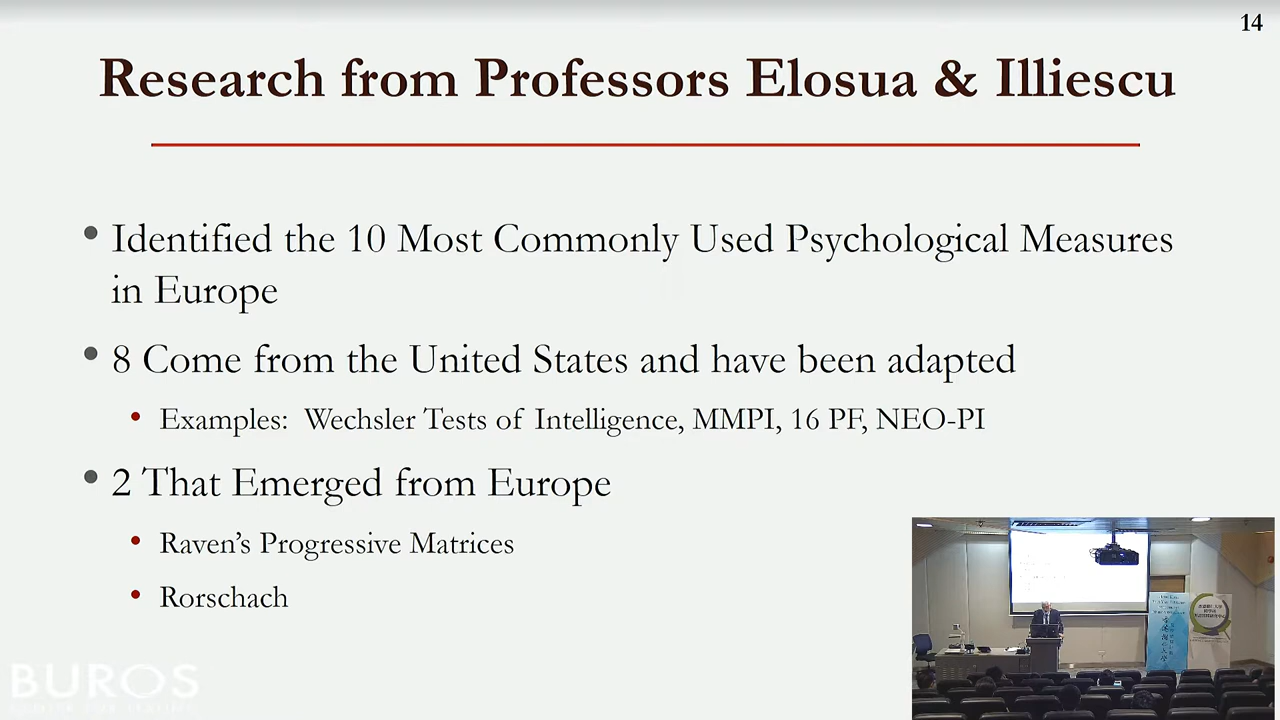 14
Research from Professors Elosua & Illiescu
• Identified the 10 Most Commonly Used Psychological Measures
in Europe
• 8 Come from the United States and have been adapted
• Examples: Wechsler Tests of Intelligence, MMPI, 16 PF, NEO-PI
• 2 That Emerged from Europe
• Raven's Progressive Matrices
• Rorschach
BUROS